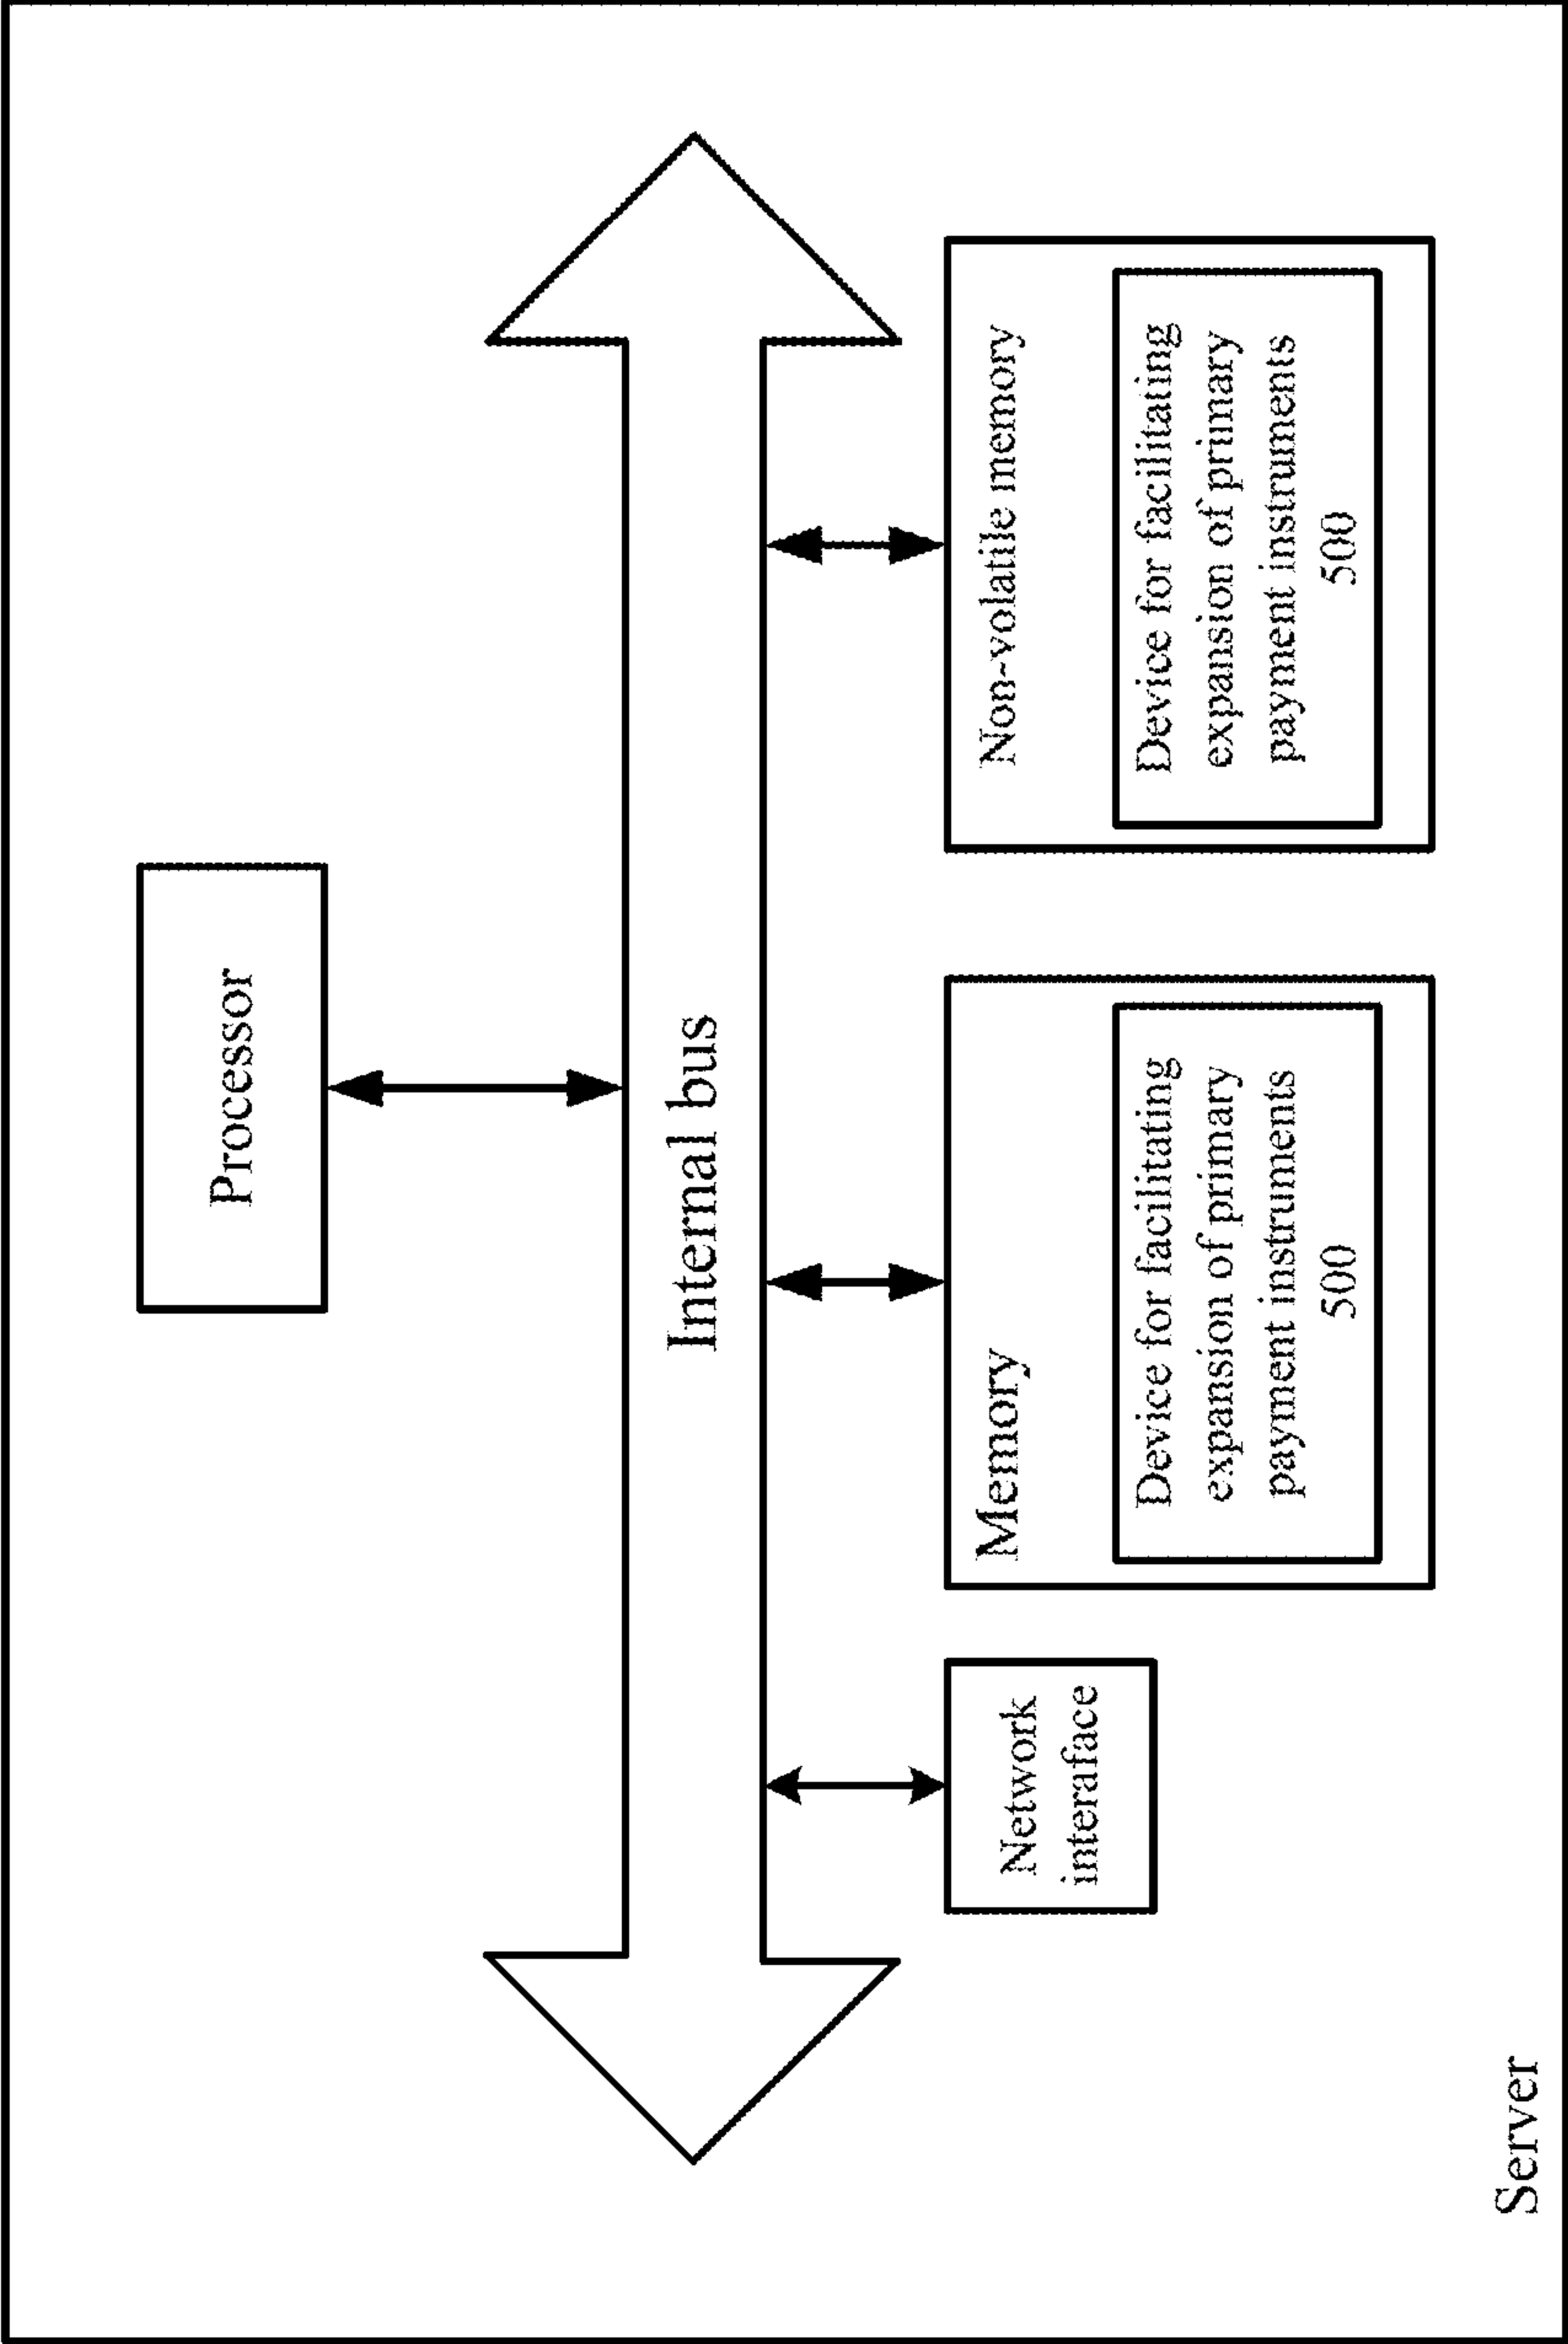 Processor
Internal bus
Network
interaface
Memory
Device for facilitating
expansion of primary
payment instruments
500
Non-volatile memory
Device for facilitaing
expansion of primary
payment instruments
500
Server